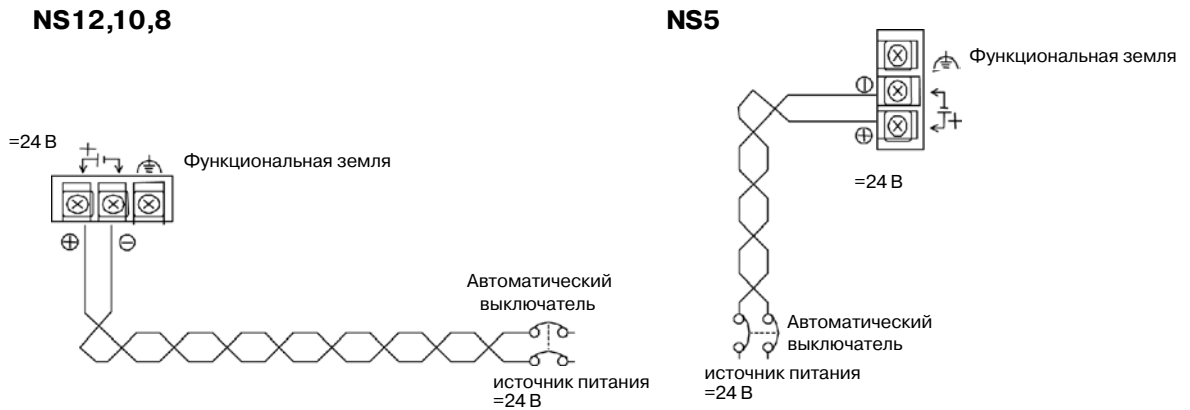 NS12,10,8
=24 В
+
Функциональная земля
Автоматический
выключатель
источник питания
=24 В
NS5
Функциональная земля
+
=24 В
Автоматический
выключатель
источник питания
=24 В